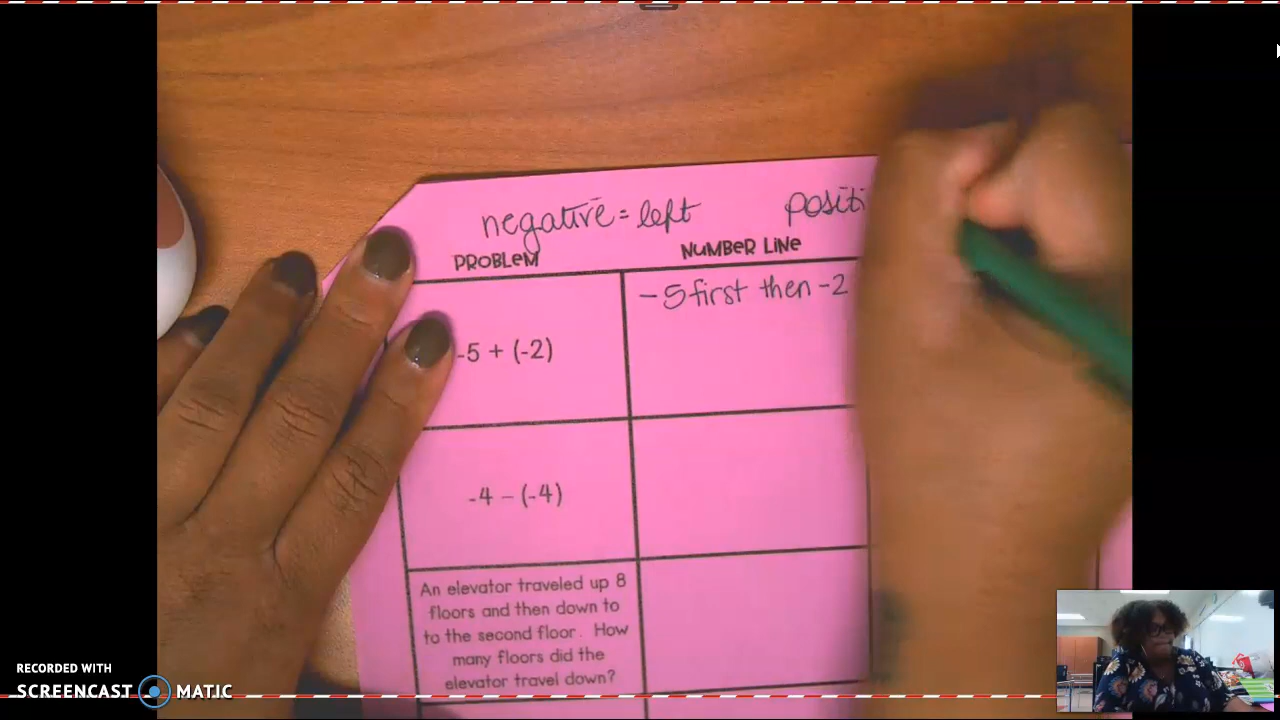 negative = left positi
PROBLEM NUMBER LINE
-5 first then -2
-5 + (-2)
-4 – (-4)
An elevator traveled up 8
floors and then down to
to the second floor. How
many floors did the
elevator travel down?
RECORDED WITH
SCREENCAST MATIC